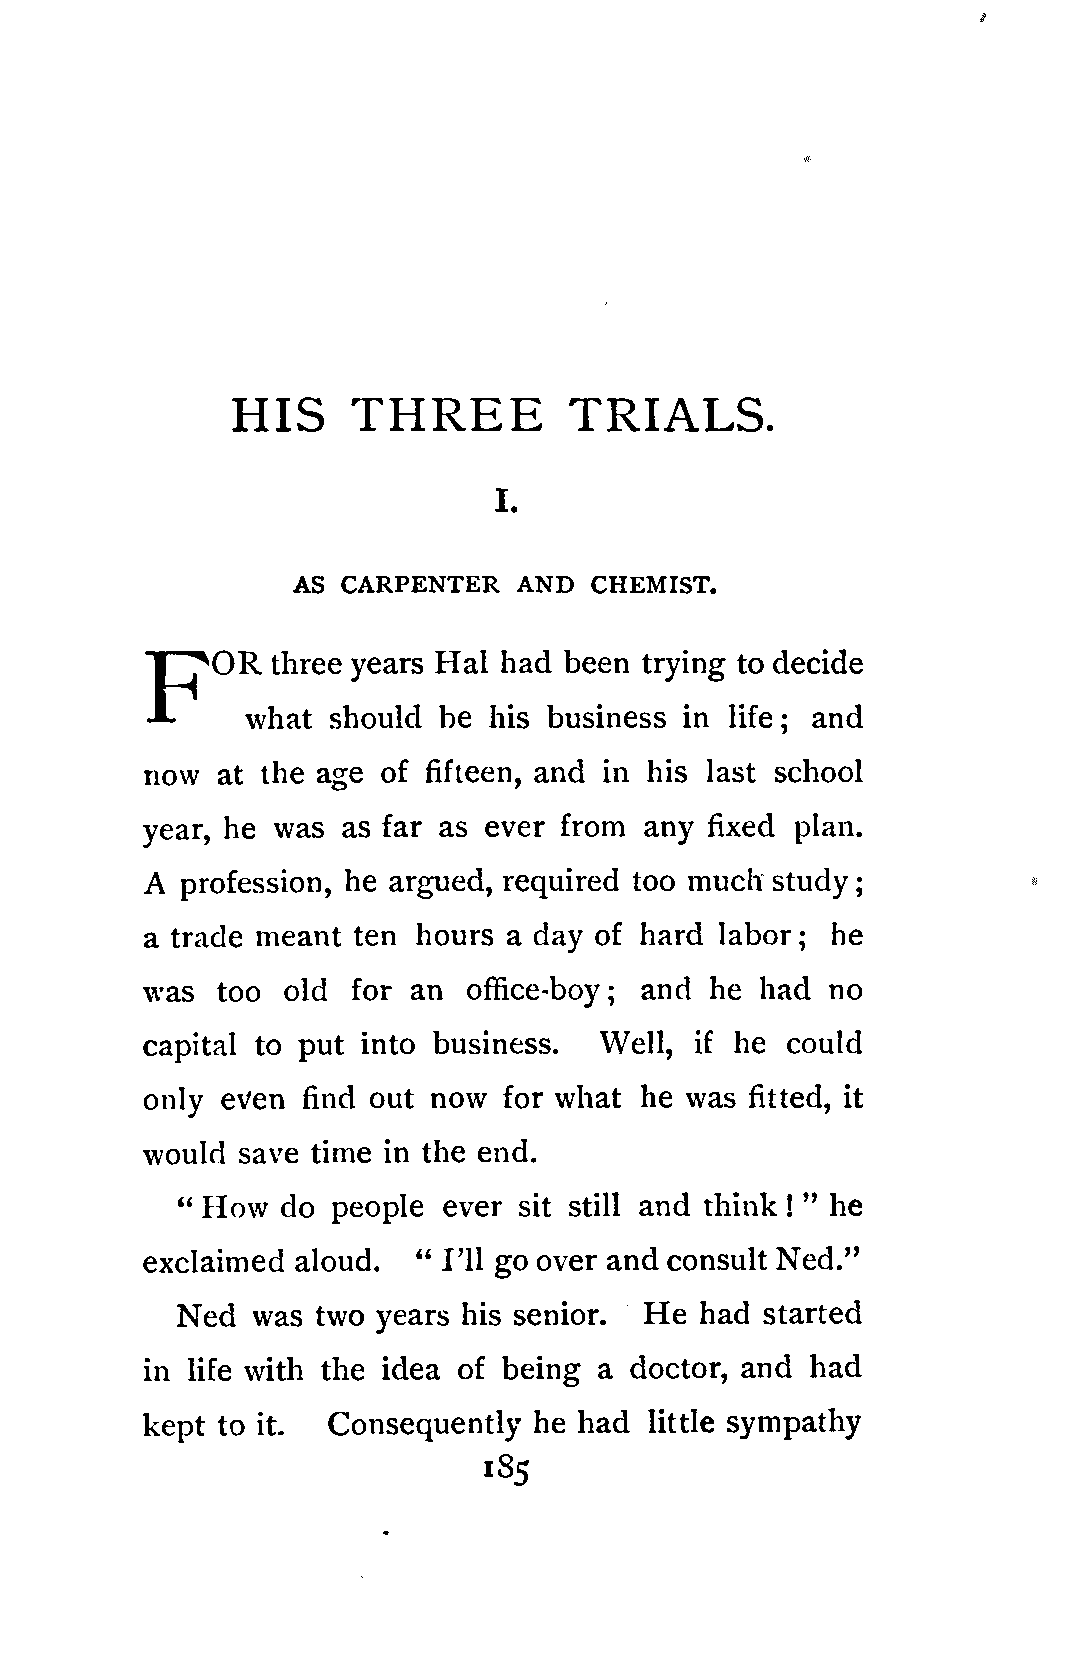 HIS THREE TRIALS.
I.
AS CARPENTER AND CHEMIST.
FOR three years Hal had been trying to decide
what should be his business in life; and
now at the age of fifteen, and in his last school
year, he was as far as ever from any fixed plan.
A profession, he argued, required too much study;
a trade meant ten hours a day of hard labor; he
was too old for an office-boy; and he had no
capital to put into business. Well, if he could
only even find out now for what he was fitted, it
would save time in the end.
"How do people ever sit still and think!" he
exclaimed aloud. "I'll go over and consult Ned."
Ned was two years his senior. He had started
in life with the idea of being a doctor, and had
kept to it. Consequently he had little sympathy
185